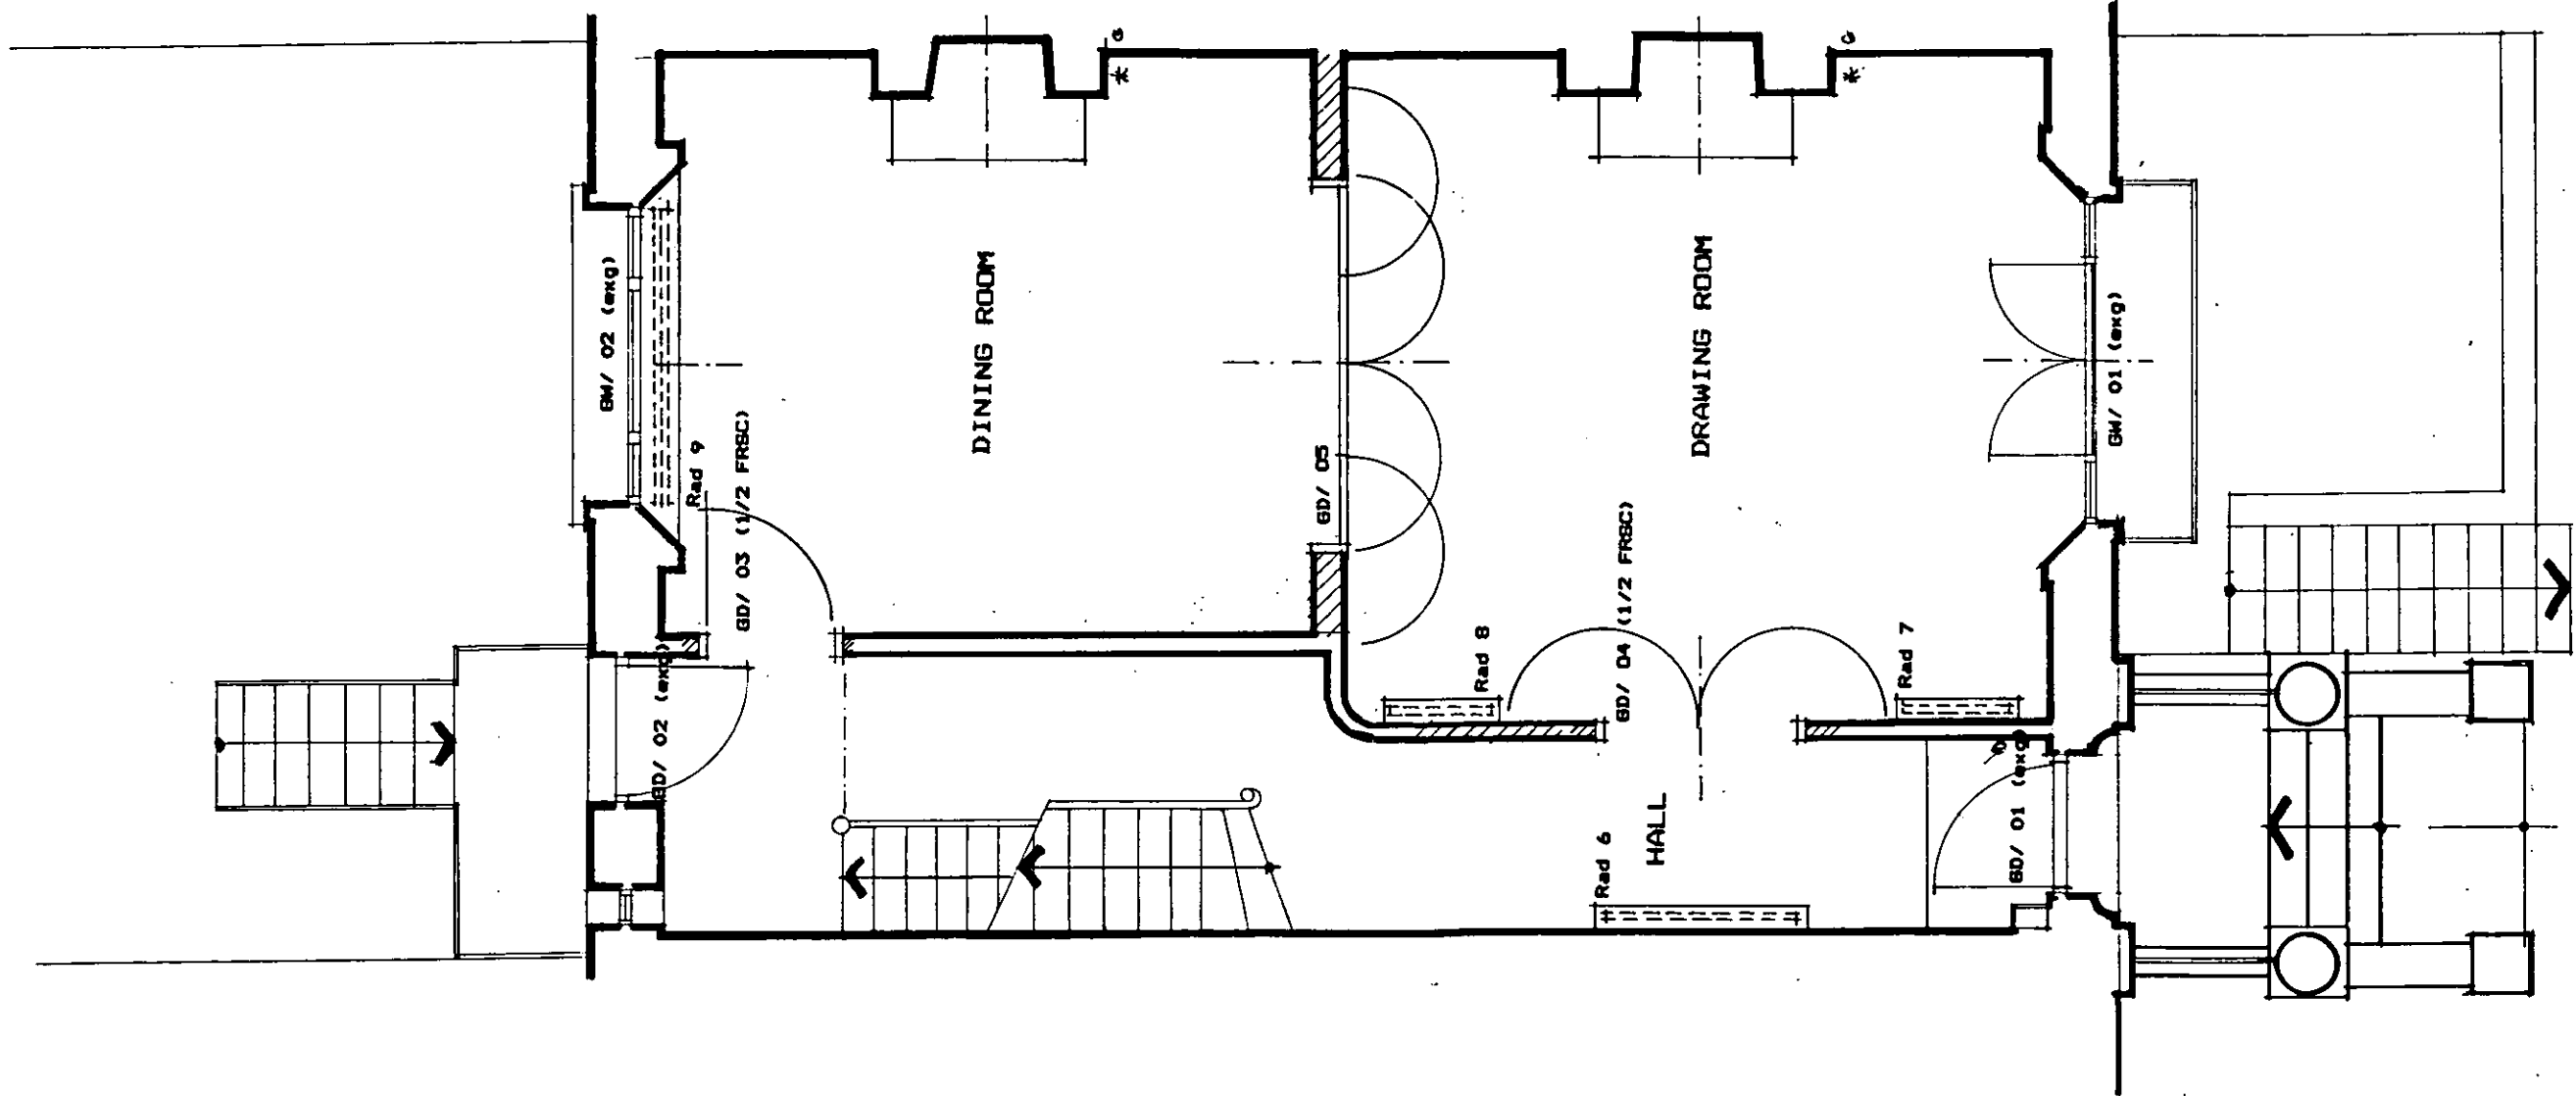 GW/ 02 (exg)
Rad 9
GD/ 03 (1/2 FRSC)
GD/ 02 (exg)
DINING ROOM
* G
GD/ 05
DRAWING ROOM
* G
Rad 8
GD/ 04 (1/2 FRSC)
Rad 7
Rad 6
HALL
GD/ 01 (exg
GW/ 01 (exg)